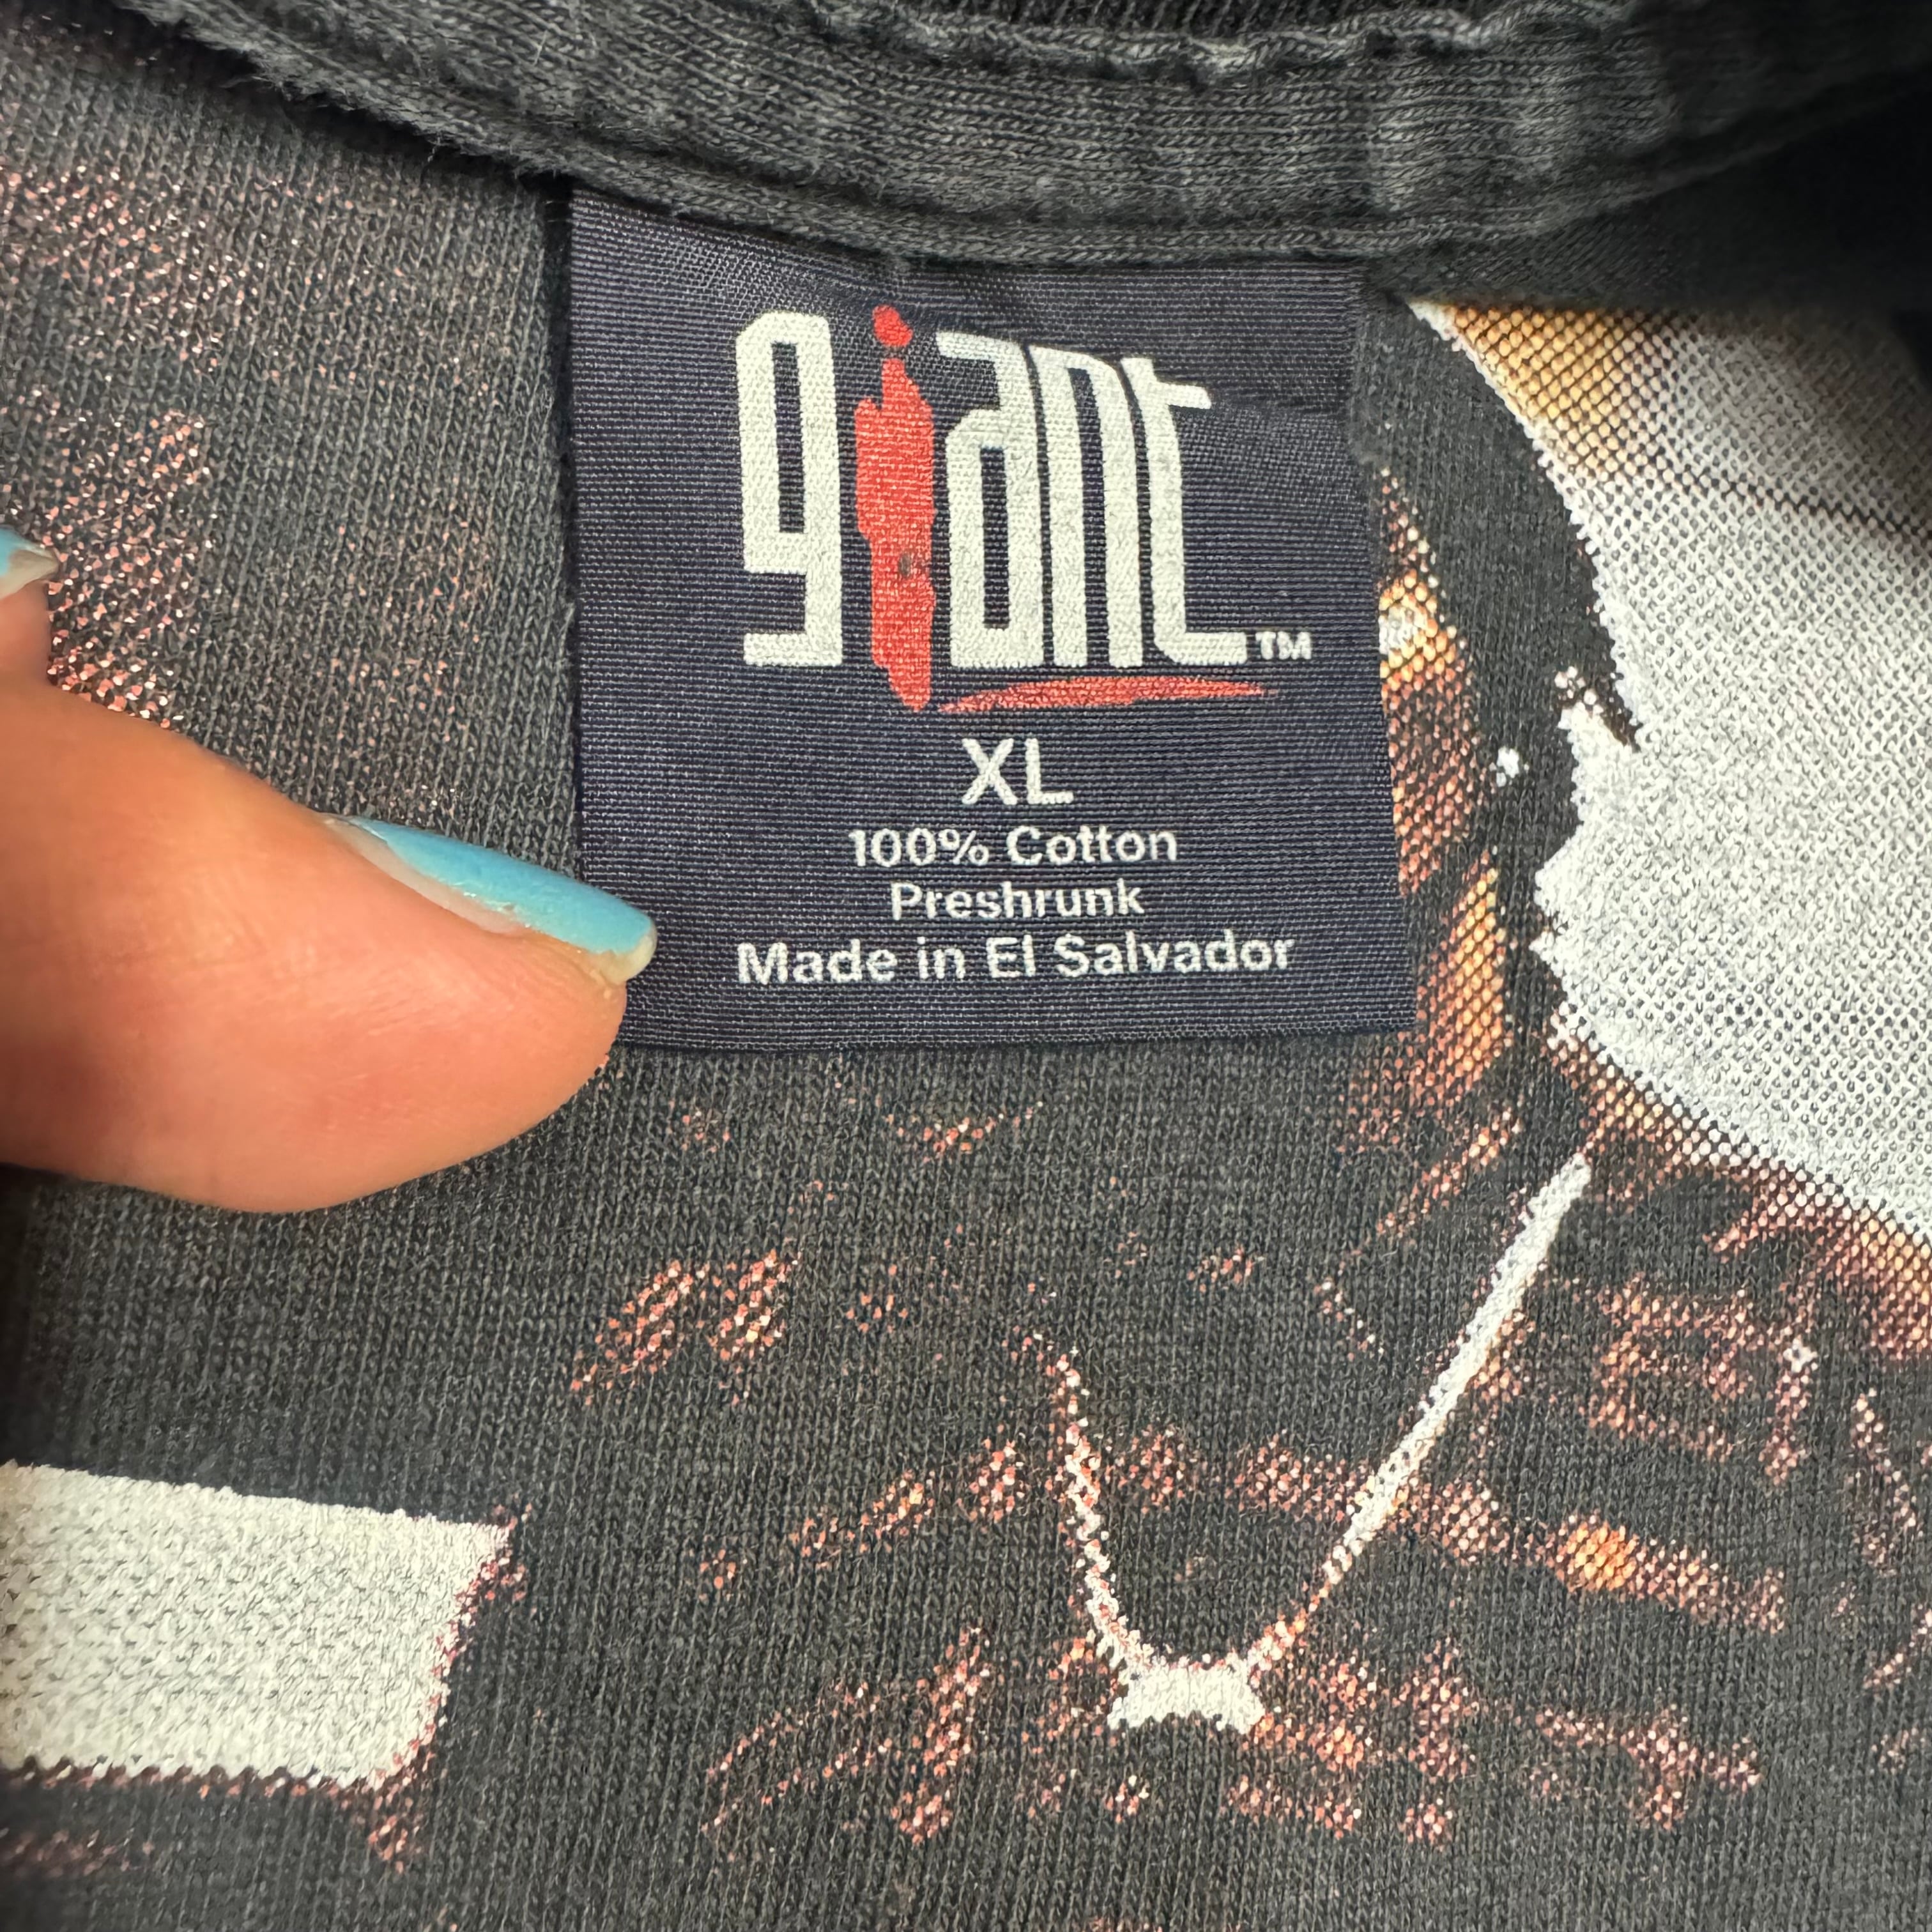 giant™
XL
100% Cotton
Preshrunk
Made in El Salvador